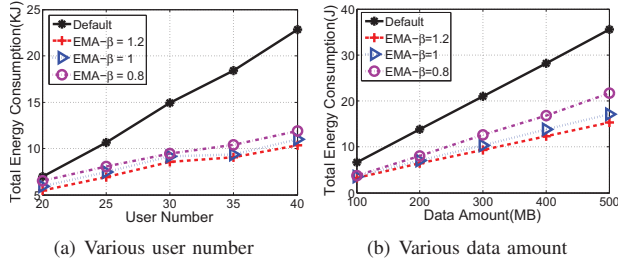 Total Energy Consumption(KJ)
25
20
15
10
5
Default
EMA-β = 1.2
EMA-β = 1
EMA-β = 0.8
20
25
30
35
40
User Number
(a) Various user number
Total Energy Consumption(J)
40
30
20
10
0
Default
EMA-β=1.2
EMA-β=1
EMA-β=0.8
100
200
300
400
500
Data Amount(MB)
(b) Various data amount